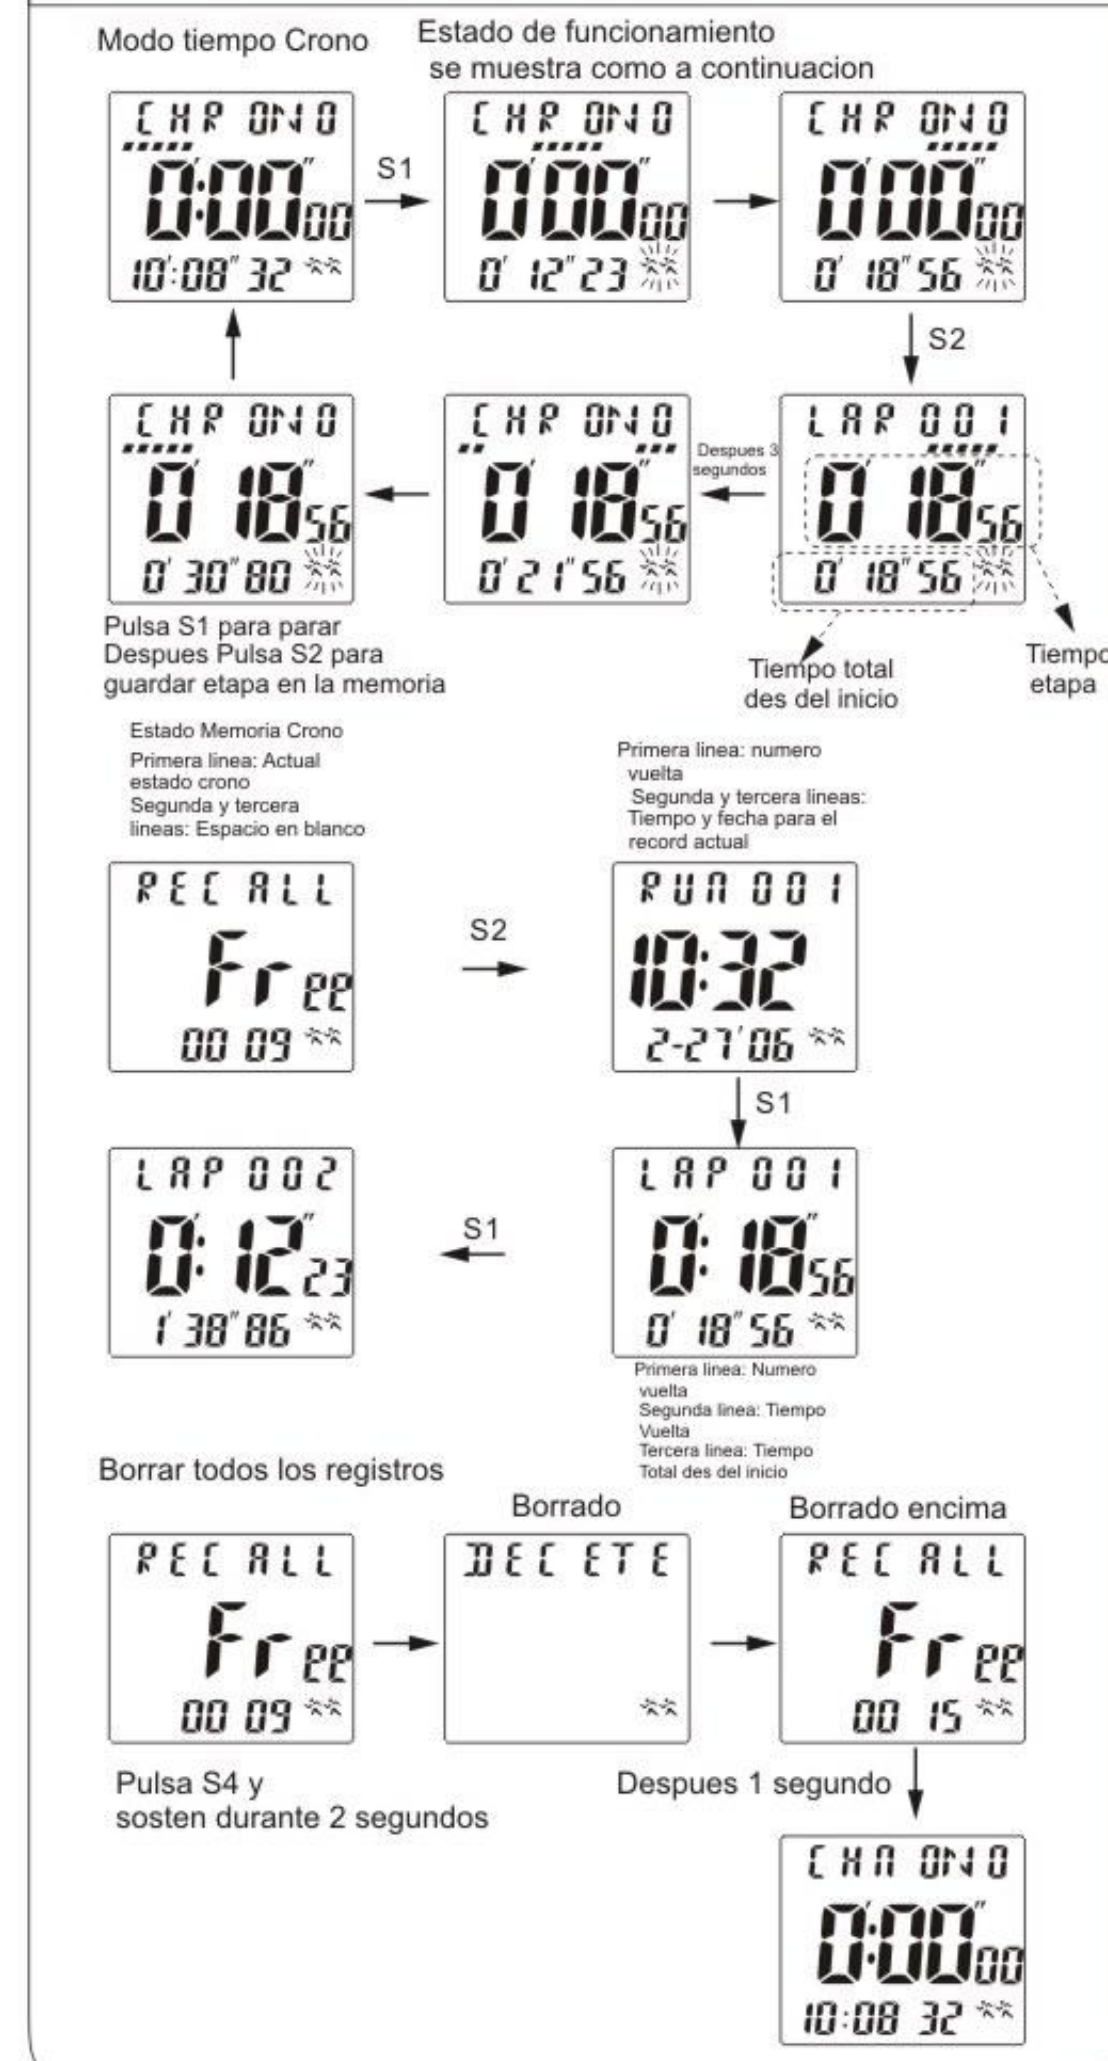 Modo tiempo Crono
Estado de funcionamiento
se muestra como a continuacion
CHRONO
0:00'00"
10':08"32
S1
CHRONO
0'00"00
0'12"23
CHRONO
0'00"00
0'18"56
S2
CHRONO
0'18"56
0'30"80
CHRONO
0'18"56
0'21"56
Despues 3
segundos
LAP 001
0'18"56
0'18"56
Pulsa S1 para parar
Despues Pulsa S2 para
guardar etapa en la memoria
Tiempo total
des del inicio
Tiempo
etapa
Estado Memoria Crono
Primera linea: Actual
estado crono
Segunda y tercera
lineas: Espacio en blanco
Primera linea: numero
vuelta
Segunda y tercera lineas:
Tiempo y fecha para el
record actual
RECALL
Free
00 09
S2
RUN 001
10:32
2-27'06
S1
LAP 002
0:12"23
1'38"86
S1
LAP 001
0:18"56
0'18"56
Primera linea: Numero
vuelta
Segunda linea: Tiempo
Vuelta
Tercera linea: Tiempo
Total des del inicio
Borrar todos los registros
Borrado
Borrado encima
RECALL
Free
00 09
DECETE
RECALL
Free
00 15
Pulsa S4 y
sosten durante 2 segundos
Despues 1 segundo
CHNONO
0:00"00
10:08 32